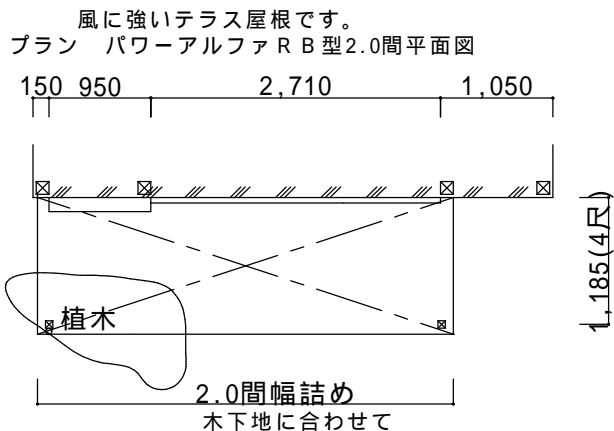 風に強いテラス屋根です。
プラン パワーアルファＲＢ型2.0間平面図
150 950 2,710 1,050
1,185(4尺)
植木
2.0間幅詰め
木下地に合わせて